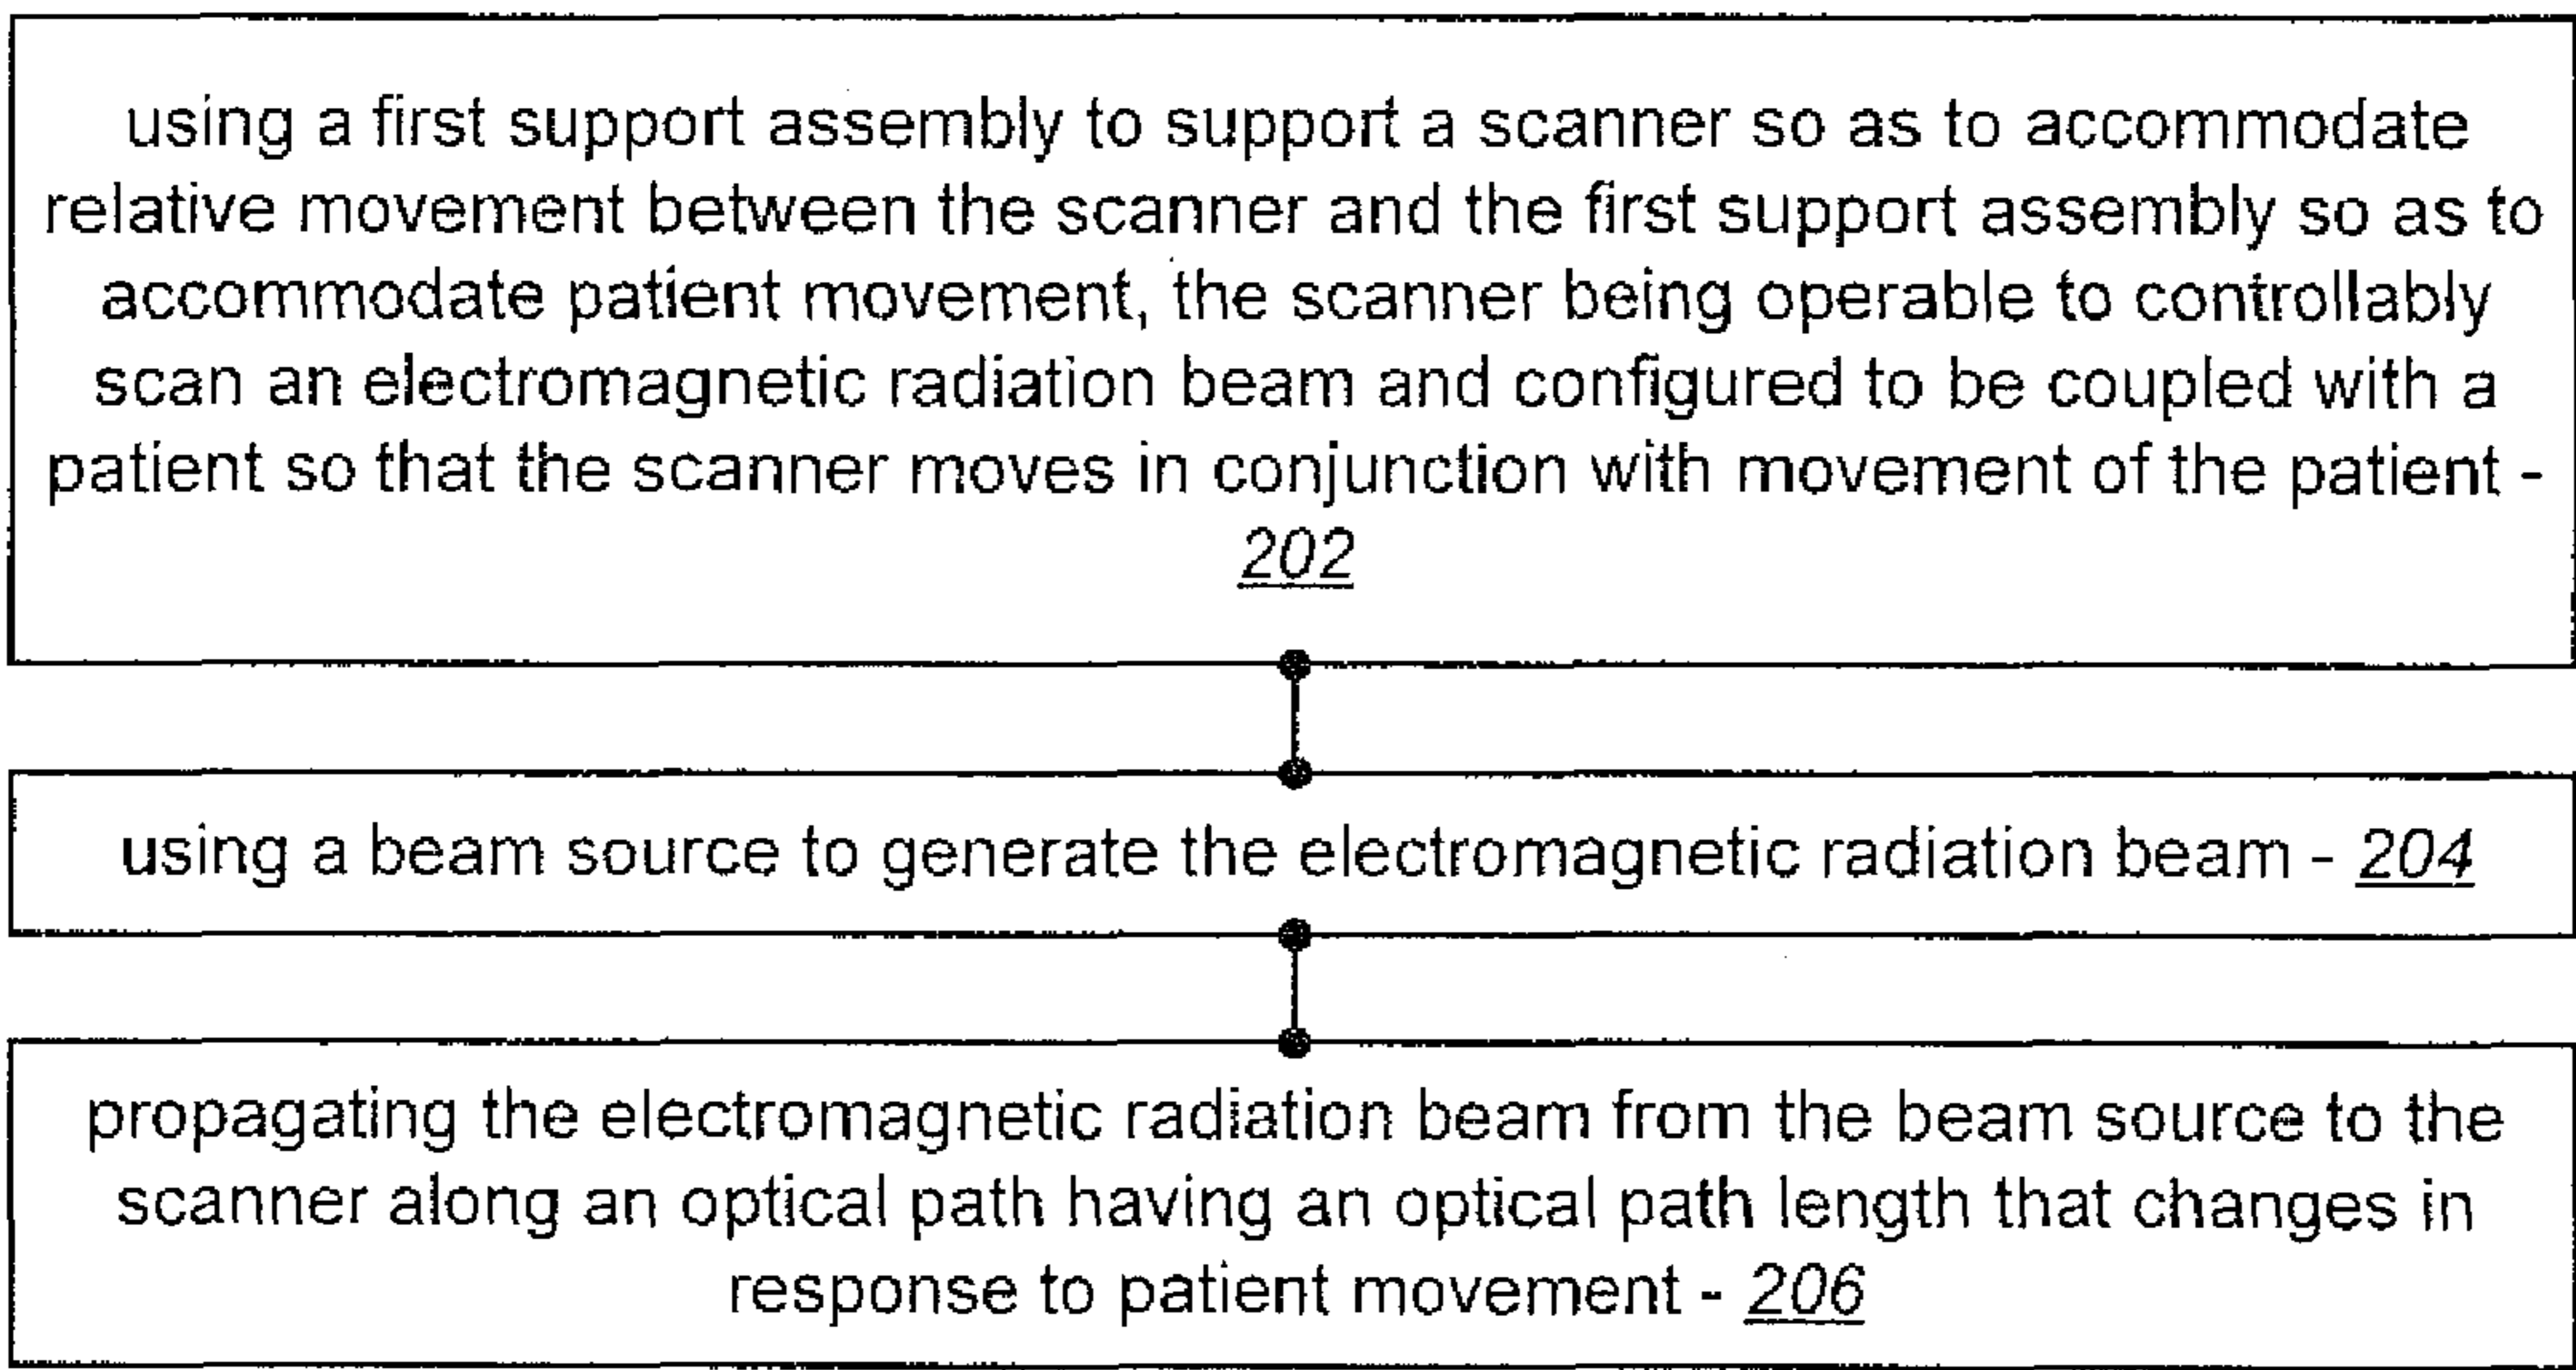 using a first support assembly to support a scanner so as to accommodate
relative movement between the scanner and the first support assembly so as to
accommodate patient movement, the scanner being operable to controllably
scan an electromagnetic radiation beam and configured to be coupled with a
patient so that the scanner moves in conjunction with movement of the patient -
202
using a beam source to generate the electromagnetic radiation beam - 204
propagating the electromagnetic radiation beam from the beam source to the
scanner along an optical path having an optical path length that changes in
response to patient movement - 206